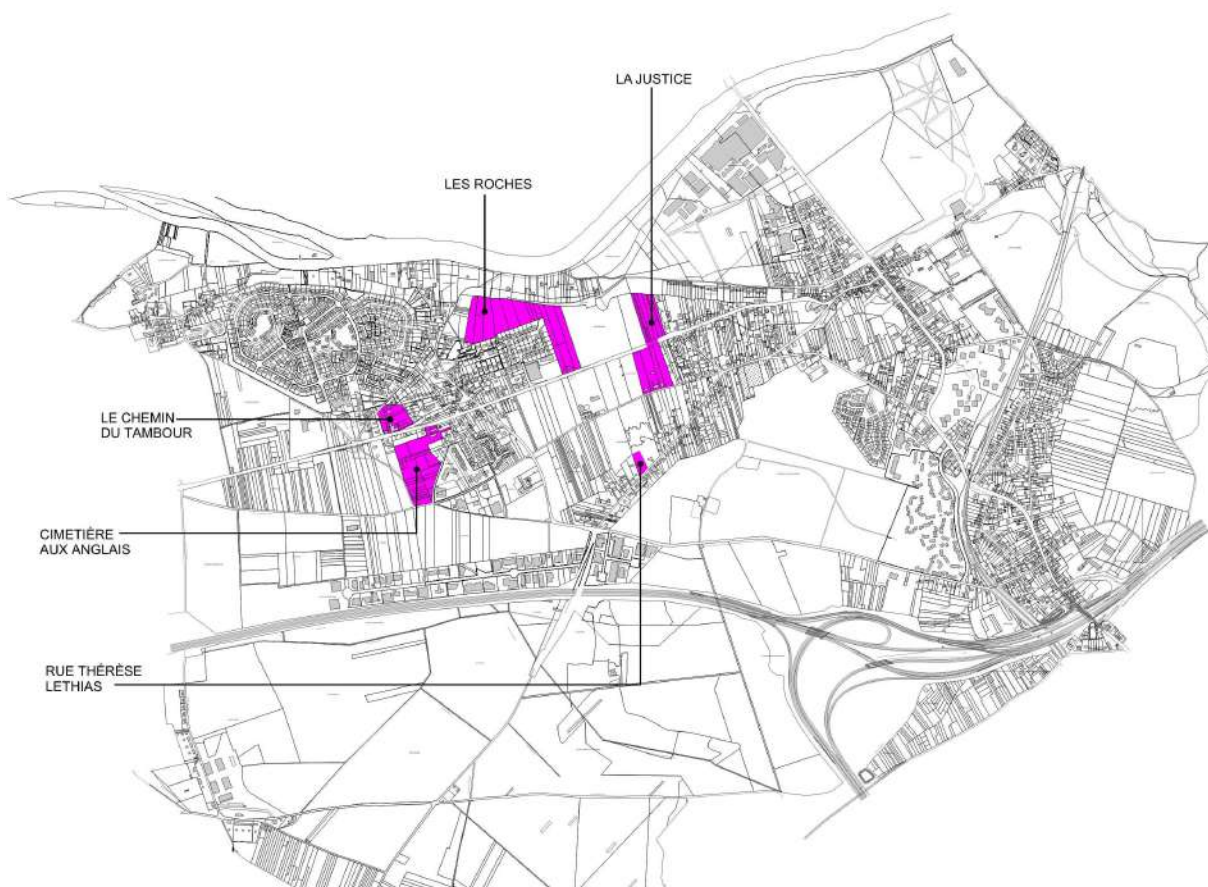 LA JUSTICE
LES ROCHES
LE CHEMIN
DU TAMBOUR
CIMETIÈRE
AUX ANGLAIS
RUE THÉRÈSE
LETHIAS